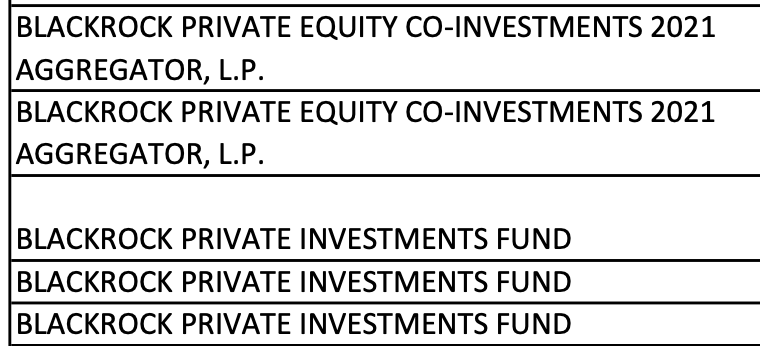 BLACKROCK PRIVATE EQUITY CO-INVESTMENTS 2021
AGGREGATOR, L.P.
BLACKROCK PRIVATE EQUITY CO-INVESTMENTS 2021
AGGREGATOR, L.P.
BLACKROCK PRIVATE INVESTMENTS FUND
BLACKROCK PRIVATE INVESTMENTS FUND
BLACKROCK PRIVATE INVESTMENTS FUND